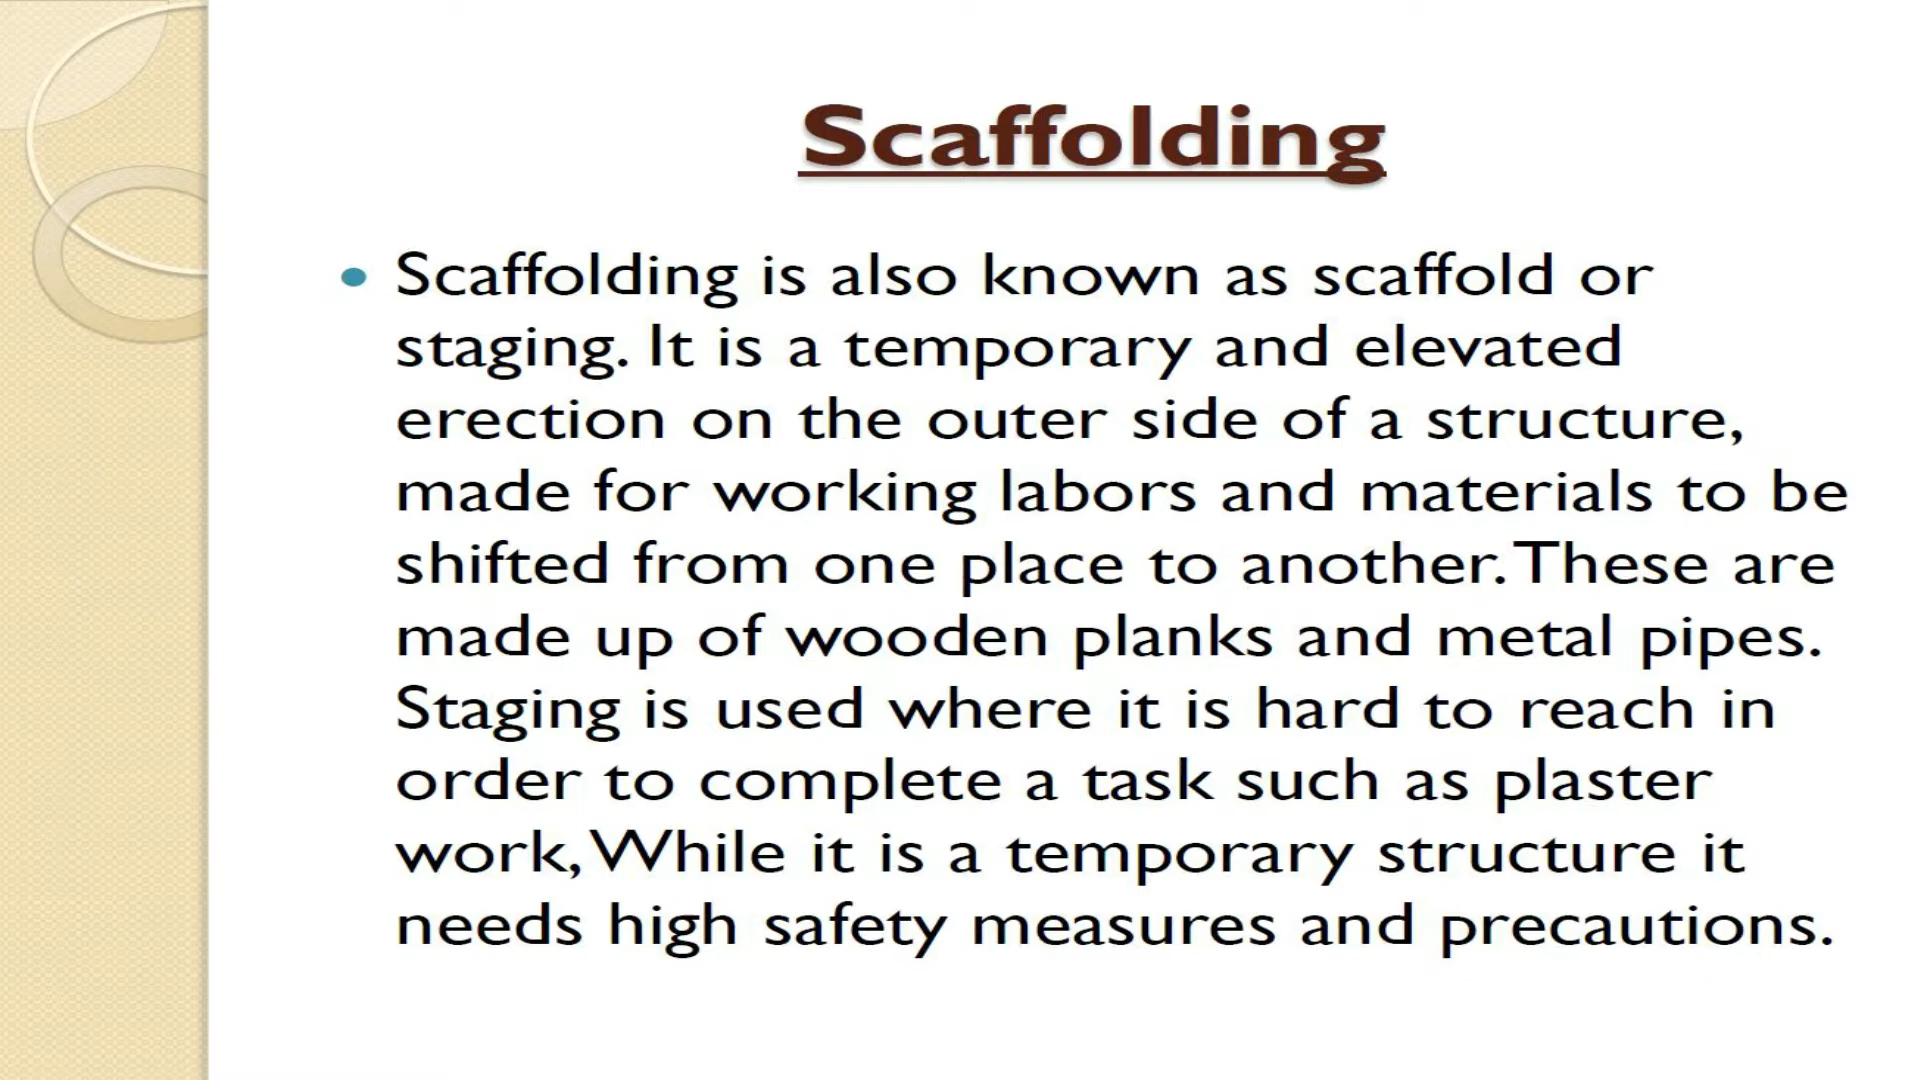 Scaffolding
• Scaffolding is also known as scaffold or
staging. It is a temporary and elevated
erection on the outer side of a structure,
made for working labors and materials to be
shifted from one place to another. These are
made up of wooden planks and metal pipes.
Staging is used where it is hard to reach in
order to complete a task such as plaster
work, While it is a temporary structure it
needs high safety measures and precautions.